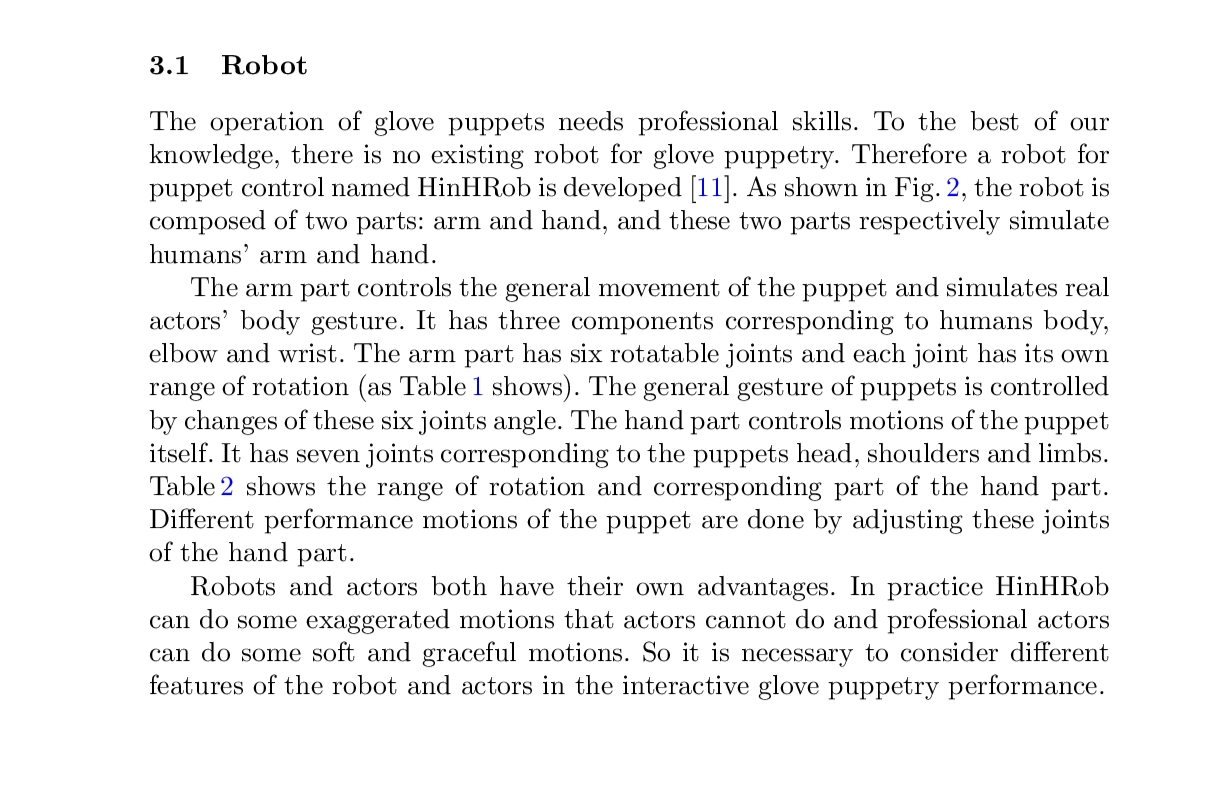 3.1 Robot
The operation of glove puppets needs professional skills. To the best of our
knowledge, there is no existing robot for glove puppetry. Therefore a robot for
puppet control named HinHRob is developed [11]. As shown in Fig. 2, the robot is
composed of two parts: arm and hand, and these two parts respectively simulate
humans' arm and hand.
The arm part controls the general movement of the puppet and simulates real
actors' body gesture. It has three components corresponding to humans body,
elbow and wrist. The arm part has six rotatable joints and each joint has its own
range of rotation (as Table 1 shows). The general gesture of puppets is controlled
by changes of these six joints angle. The hand part controls motions of the puppet
itself. It has seven joints corresponding to the puppets head, shoulders and limbs.
Table 2 shows the range of rotation and corresponding part of the hand part.
Different performance motions of the puppet are done by adjusting these joints
of the hand part.
Robots and actors both have their own advantages. In practice HinHRob
can do some exaggerated motions that actors cannot do and professional actors
can do some soft and graceful motions. So it is necessary to consider different
features of the robot and actors in the interactive glove puppetry performance.